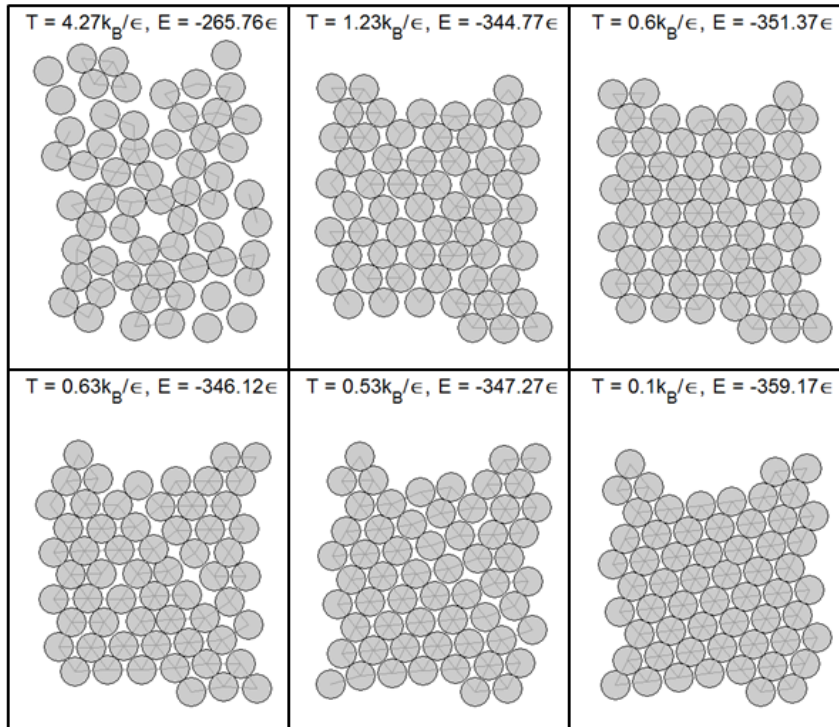 T = 4.27k_B/ϵ, E = -265.76ϵ
T = 1.23k_B/ϵ, E = -344.77ϵ
T = 0.6k_B/ϵ, E = -351.37ϵ
T = 0.63k_B/ϵ, E = -346.12ϵ
T = 0.53k_B/ϵ, E = -347.27ϵ
T = 0.1k_B/ϵ, E = -359.17ϵ